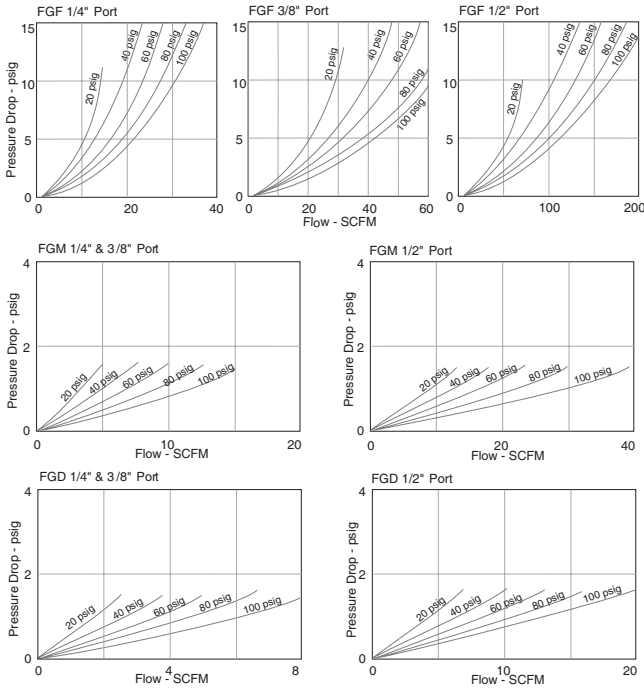 FGF 1/4" Port
Pressure Drop - psig
15
10
5
0
20 psig
40 psig
60 psig
80 psig
100 psig
0
20
40
FGF 3/8" Port
15
10
5
0
20 psig
40 psig
60 psig
80 psig
100 psig
0
20
40
60
Flow - SCFM
FGF 1/2" Port
15
10
5
0
20 psig
40 psig
60 psig
80 psig
100 psig
0
100
200
FGM 1/4" & 3/8" Port
Pressure Drop - psig
4
2
0
20 psig
40 psig
60 psig
80 psig
100 psig
0
10
20
Flow - SCFM
FGM 1/2" Port
Pressure Drop - psig
4
2
0
20 psig
40 psig
60 psig
80 psig
100 psig
0
20
30
40
Flow - SCFM
FGD 1/4" & 3/8" Port
Pressure Drop - psig
4
2
0
20 psig
40 psig
60 psig
80 psig
100 psig
0
4
6
8
Flow - SCFM
FGD 1/2" Port
Pressure Drop - psig
4
2
0
20 psig
40 psig
60 psig
80 psig
100 psig
0
10
20
Flow - SCFM